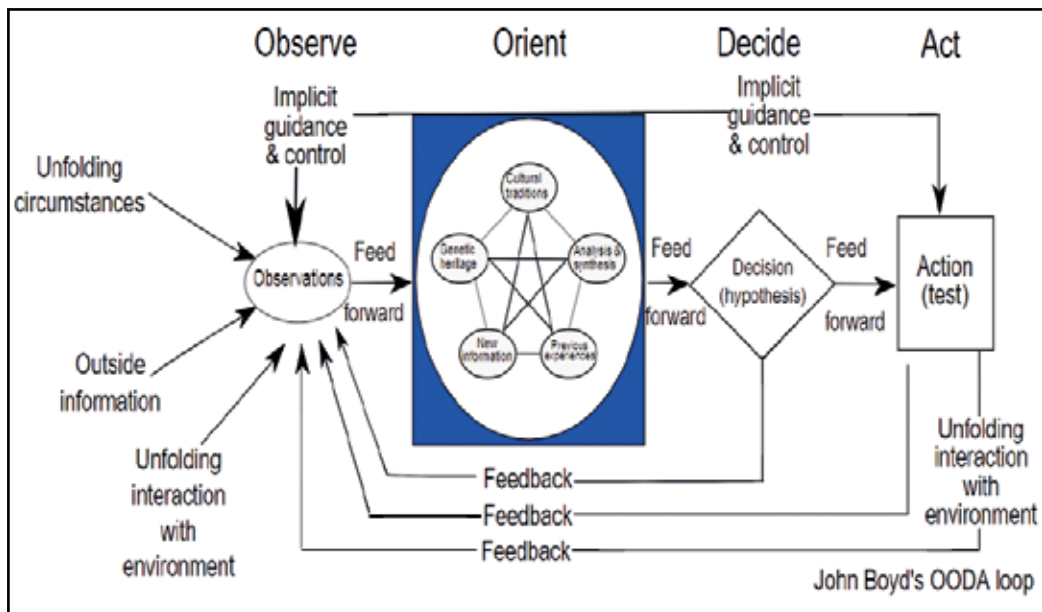 Observe
Orient
Decide
Act
Implicit
guidance
& control
Implicit
guidance
& control
Unfolding
circumstances
Observations
Outside
information
Unfolding
interaction
with
environment
Feed
forward
Cultural
traditions
Genetic
heritage
Analysis &
synthesis
New
information
Previous
experiences
Feed
forward
Decision
(hypothesis)
Feed
forward
Action
(test)
Unfolding
interaction
with
environment
Feedback
Feedback
Feedback
John Boyd's OODA loop